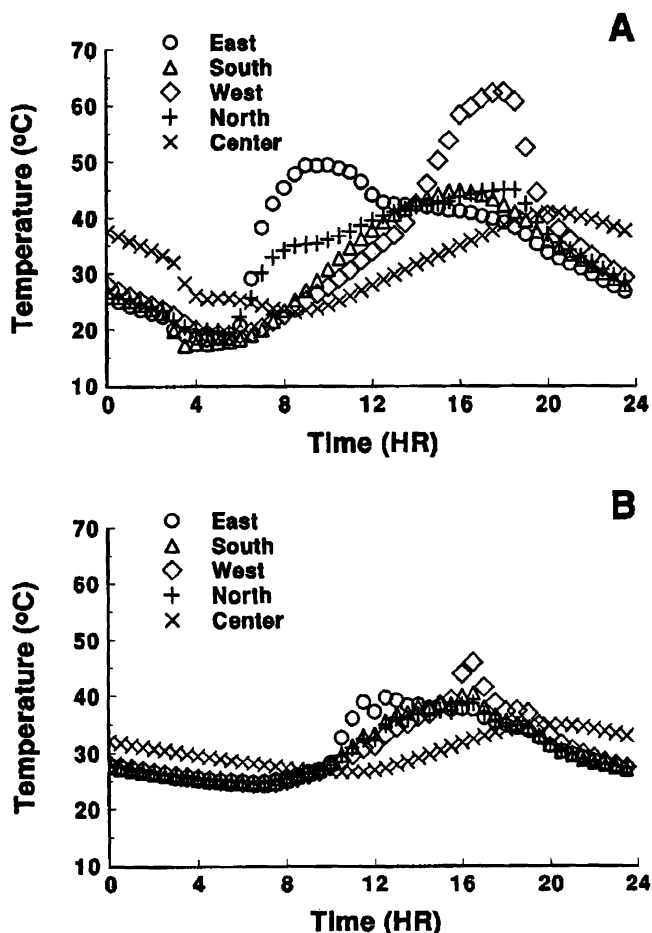 A
70
60
50
40
30
20
10
Temperature (ºC)
East
South
West
North
Center
0 4 8 12 16 20 24
Time (HR)
B
70
60
50
40
30
20
10
Temperature (ºC)
East
South
West
North
Center
0 4 8 12 16 20 24
Time (HR)